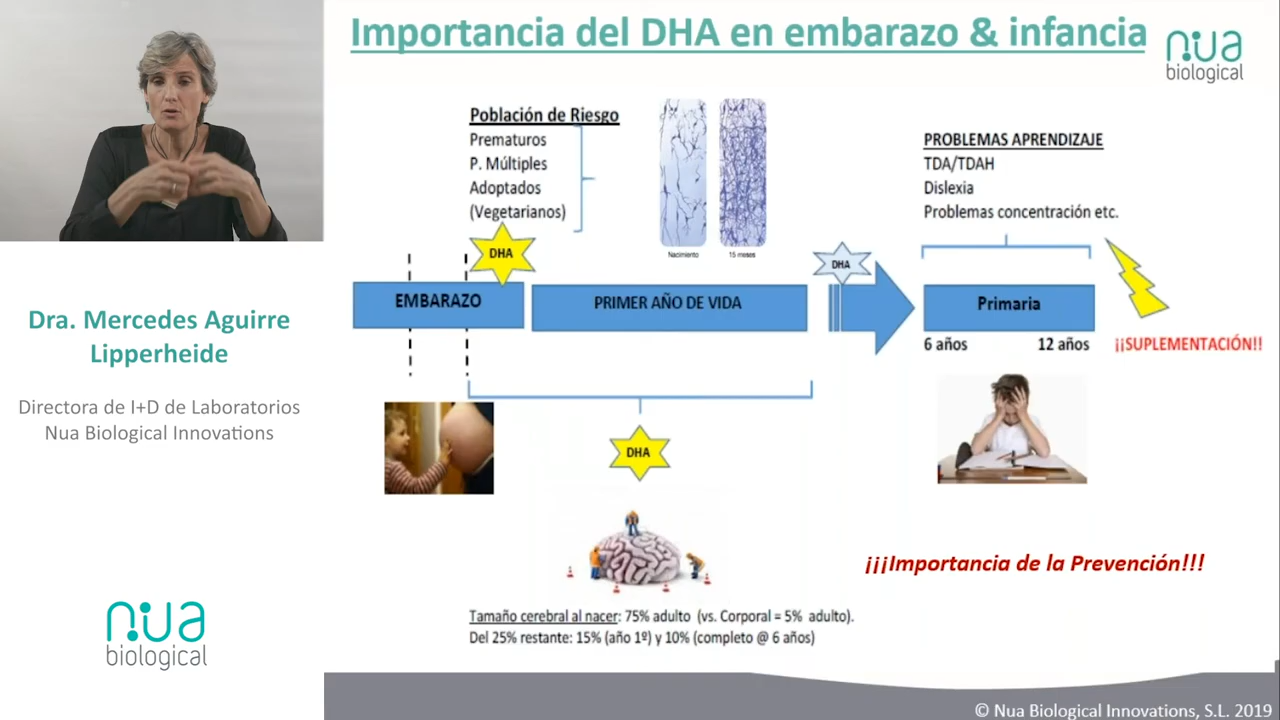 Importancia del DHA en embarazo & infancia
nua
biological
Población de Riesgo
Prematuros
P. Múltiples
Adoptados
(Vegetarianos)
Nacimiento
15 meses
PROBLEMAS APRENDIZAJE
TDA/TDAH
Dislexia
Problemas concentración etc.
DHA
DHA
EMBARAZO
PRIMER AÑO DE VIDA
Primaria
6 años
12 años
¡¡SUPLEMENTACIÓN!!
DHA
¡¡¡Importancia de la Prevención!!!
Tamaño cerebral al nacer: 75% adulto (vs. Corporal = 5% adulto).
Del 25% restante: 15% (año 1º) y 10% (completo @ 6 años)
Dra. Mercedes Aguirre
Lipperheide
Directora de I+D de Laboratorios
Nua Biological Innovations
nua
biological
© Nua Biological Innovations, S.L. 2019